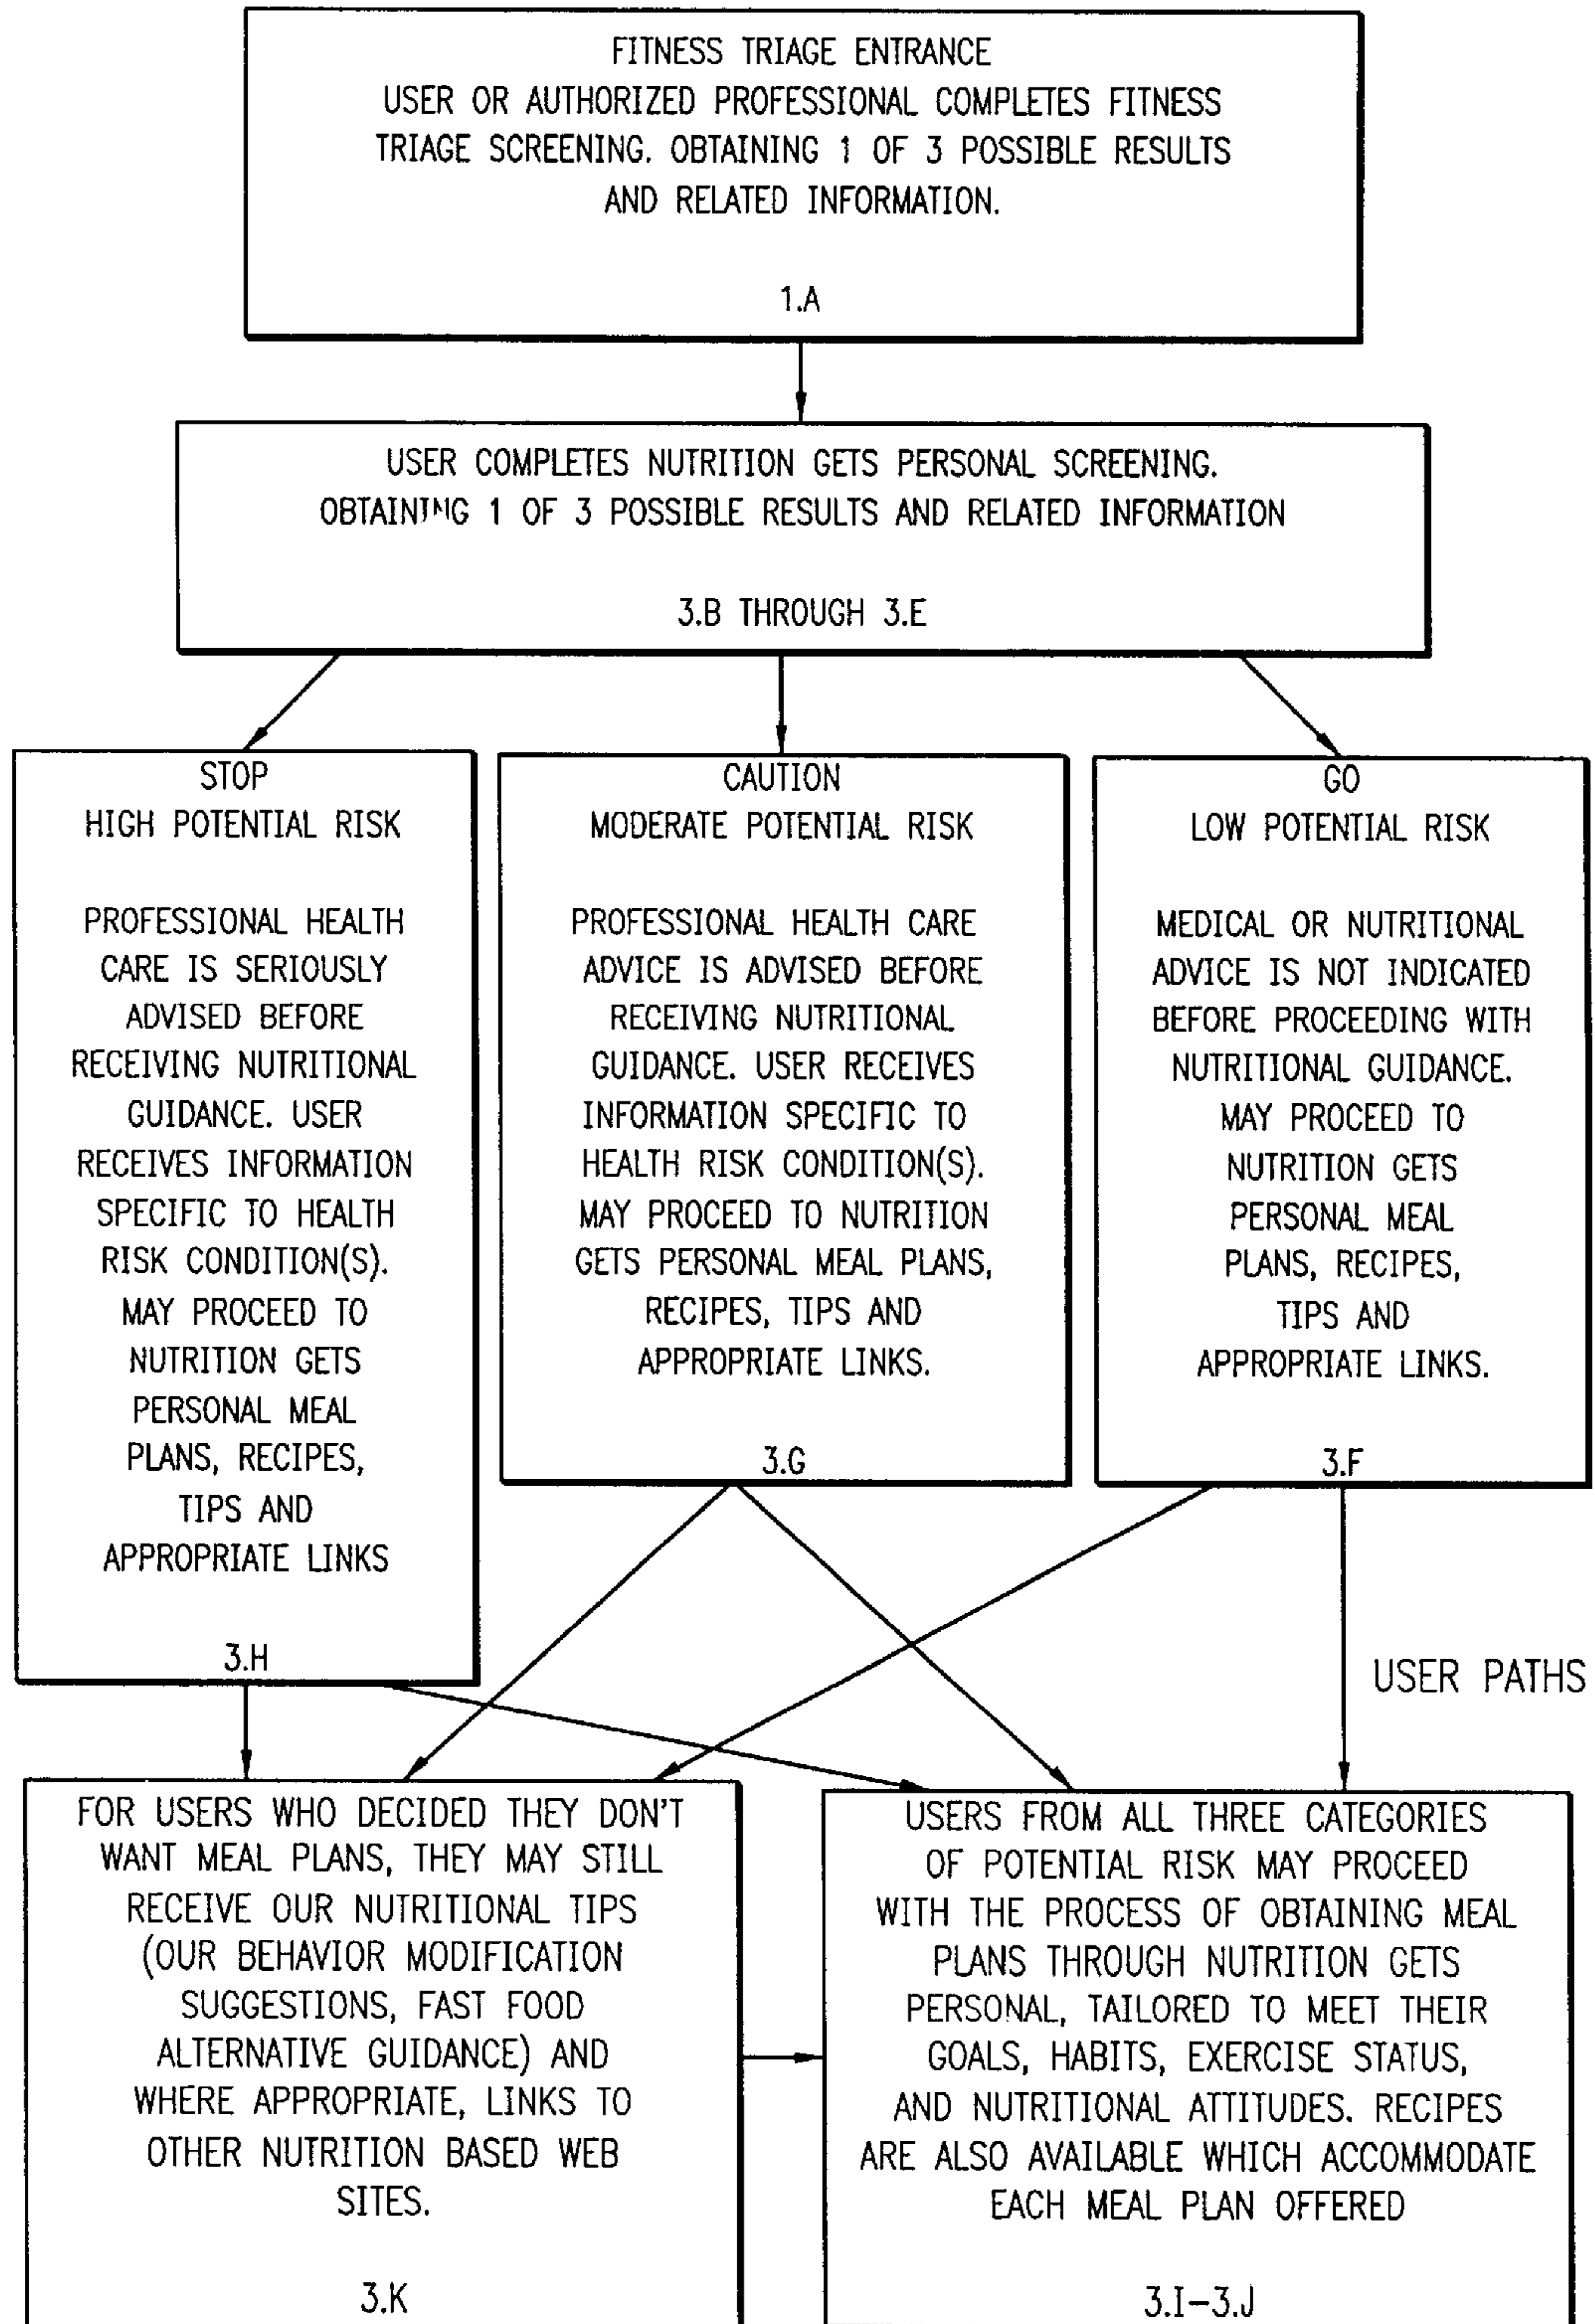 FITNESS TRIAGE ENTRANCE
USER OR AUTHORIZED PROFESSIONAL COMPLETES FITNESS
TRIAGE SCREENING. OBTAINING 1 OF 3 POSSIBLE RESULTS
AND RELATED INFORMATION.
1.A
USER COMPLETES NUTRITION GETS PERSONAL SCREENING.
OBTAINING 1 OF 3 POSSIBLE RESULTS AND RELATED INFORMATION
3.B THROUGH 3.E
STOP
HIGH POTENTIAL RISK
PROFESSIONAL HEALTH
CARE IS SERIOUSLY
ADVISED BEFORE
RECEIVING NUTRITIONAL
GUIDANCE. USER
RECEIVES INFORMATION
SPECIFIC TO HEALTH
RISK CONDITION(S).
MAY PROCEED TO
NUTRITION GETS
PERSONAL MEAL
PLANS, RECIPES,
TIPS AND
APPROPRIATE LINKS
3.H
CAUTION
MODERATE POTENTIAL RISK
PROFESSIONAL HEALTH CARE
ADVICE IS ADVISED BEFORE
RECEIVING NUTRITIONAL
GUIDANCE. USER RECEIVES
INFORMATION SPECIFIC TO
HEALTH RISK CONDITION(S).
MAY PROCEED TO NUTRITION
GETS PERSONAL MEAL PLANS,
RECIPES, TIPS AND
APPROPRIATE LINKS.
3.G
GO
LOW POTENTIAL RISK
MEDICAL OR NUTRITIONAL
ADVICE IS NOT INDICATED
BEFORE PROCEEDING WITH
NUTRITIONAL GUIDANCE.
MAY PROCEED TO
NUTRITION GETS
PERSONAL MEAL
PLANS, RECIPES,
TIPS AND
APPROPRIATE LINKS.
3.F
USER PATHS
FOR USERS WHO DECIDED THEY DON'T
WANT MEAL PLANS, THEY MAY STILL
RECEIVE OUR NUTRITIONAL TIPS
(OUR BEHAVIOR MODIFICATION
SUGGESTIONS, FAST FOOD
ALTERNATIVE GUIDANCE) AND
WHERE APPROPRIATE, LINKS TO
OTHER NUTRITION BASED WEB
SITES.
3.K
USERS FROM ALL THREE CATEGORIES
OF POTENTIAL RISK MAY PROCEED
WITH THE PROCESS OF OBTAINING MEAL
PLANS THROUGH NUTRITION GETS
PERSONAL, TAILORED TO MEET THEIR
GOALS, HABITS, EXERCISE STATUS,
AND NUTRITIONAL ATTITUDES. RECIPES
ARE ALSO AVAILABLE WHICH ACCOMMODATE
EACH MEAL PLAN OFFERED
3.I-3.J